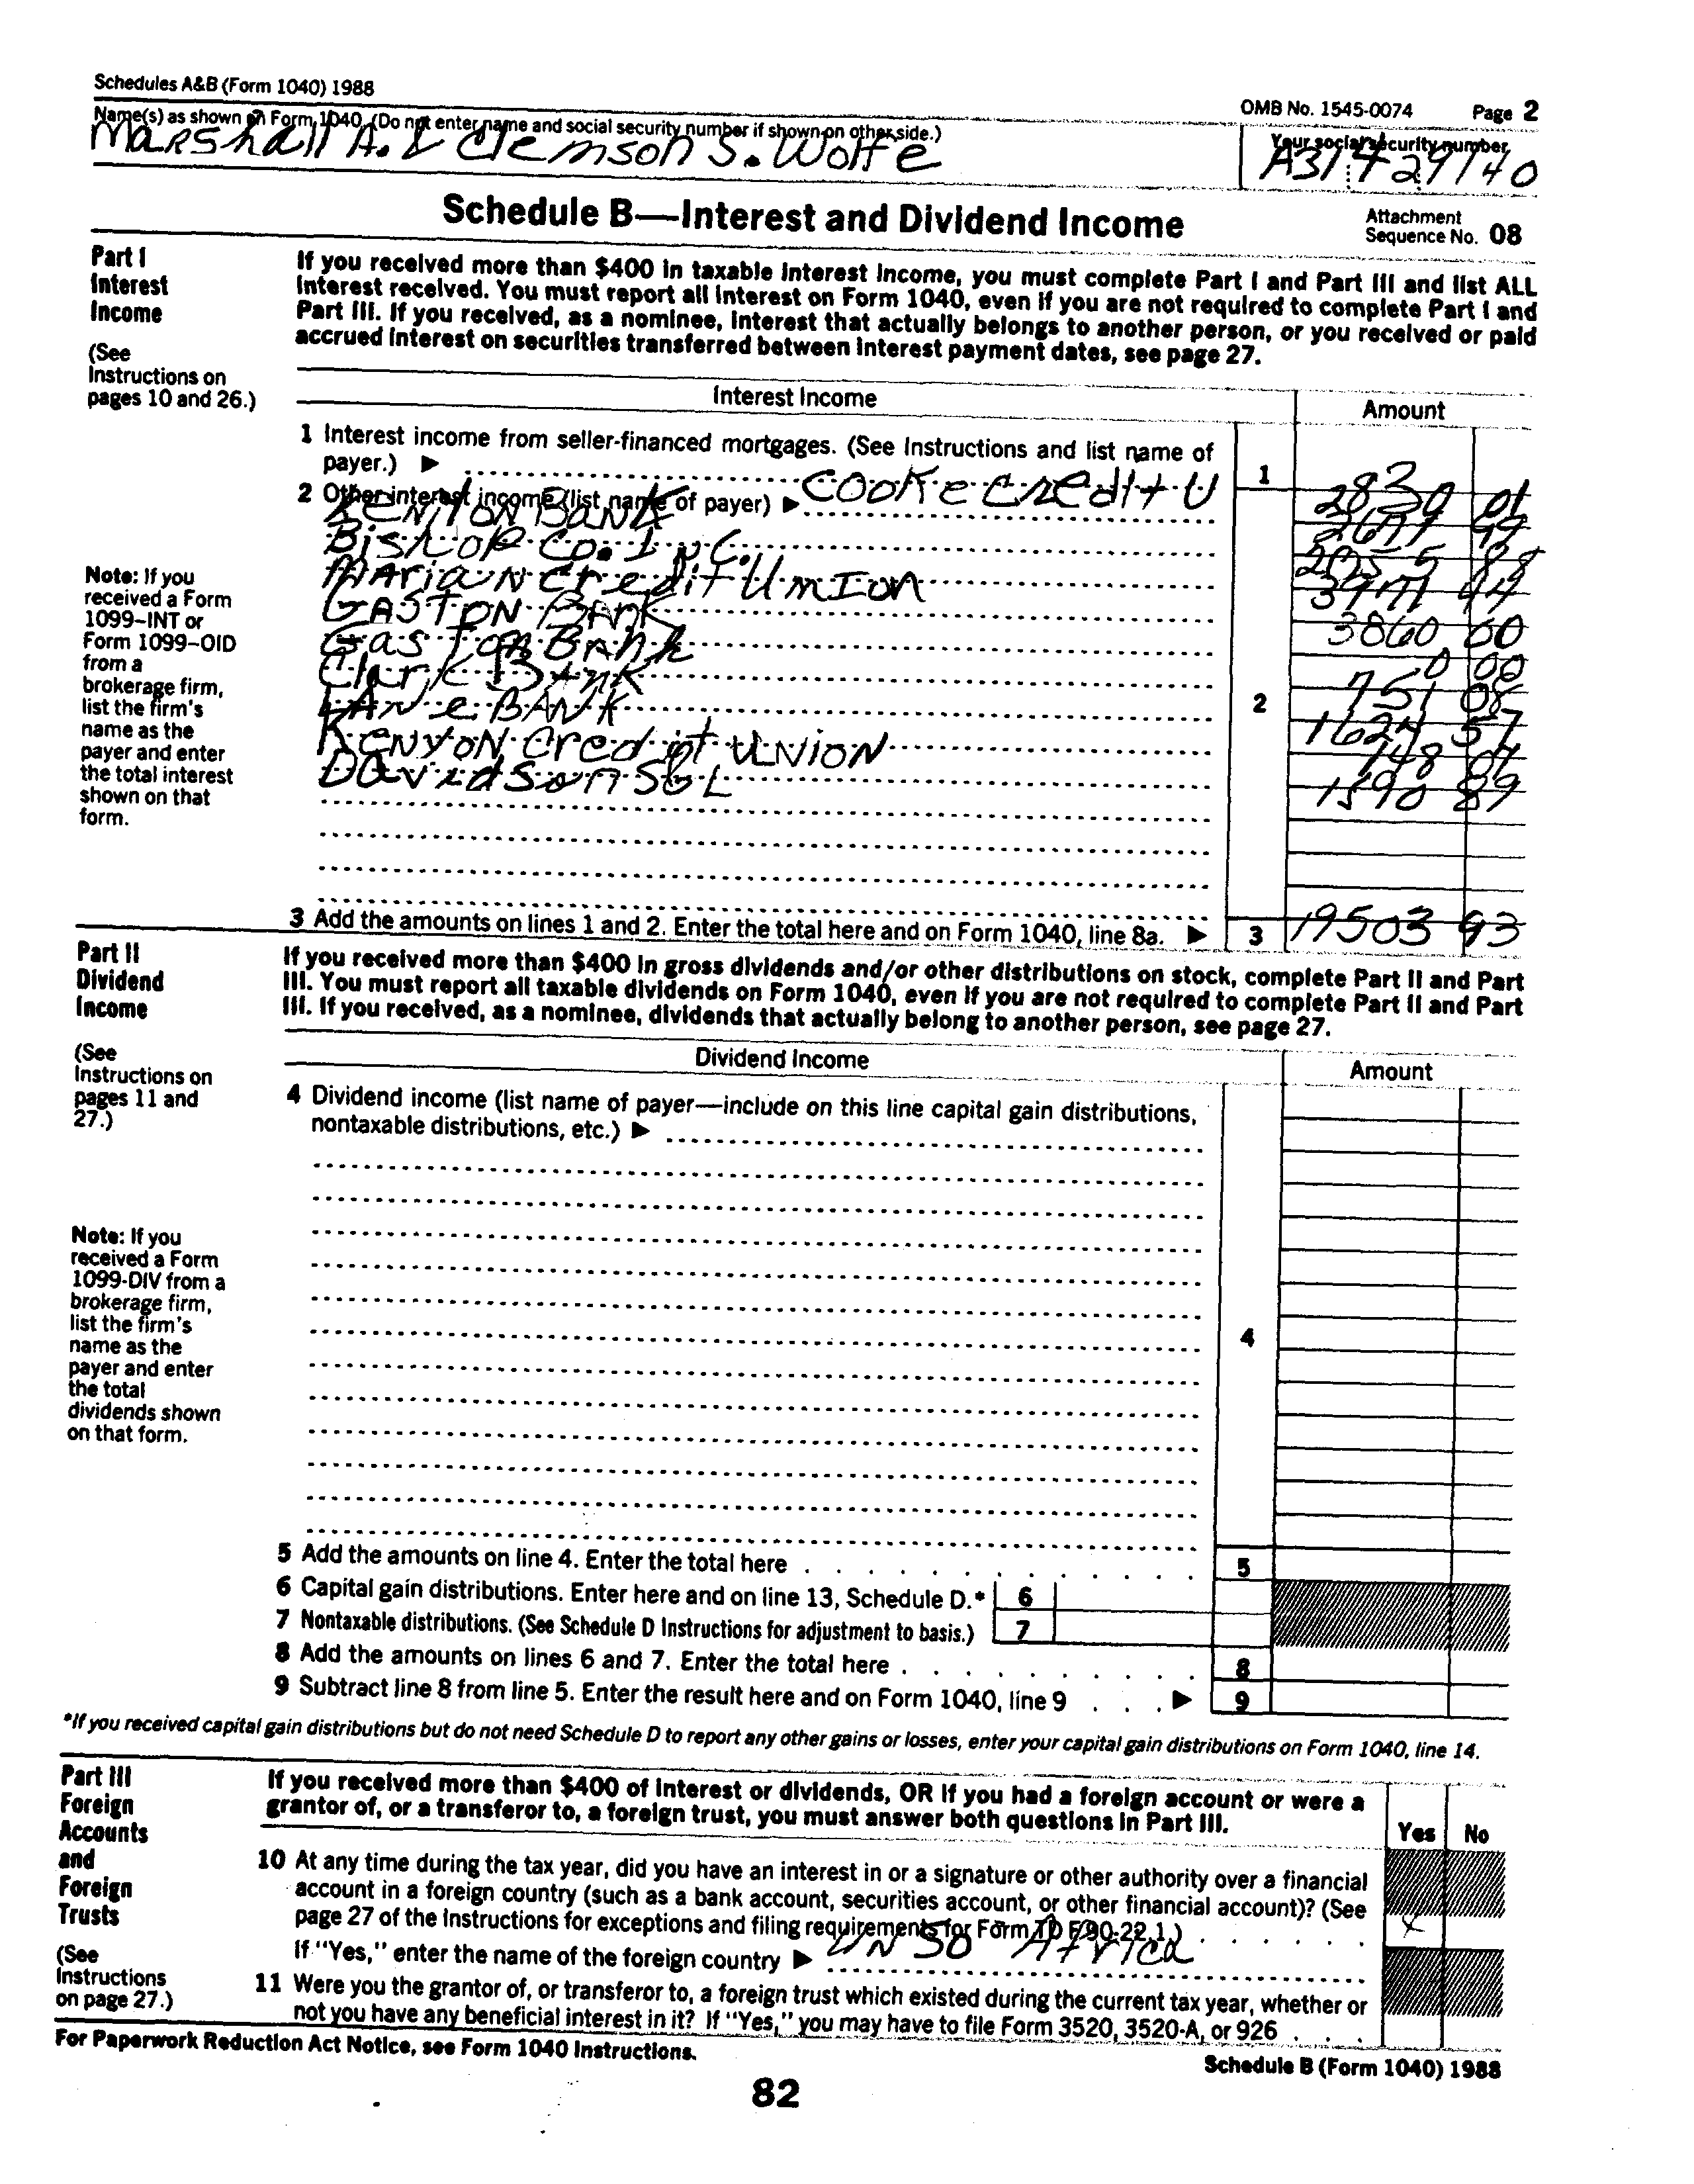 Schedules A&B (Form 1040) 1988
OMB No. 1545-0074 Page 2
Name(s) as shown on Form 1040. (Do not enter name and social security number if shown on other side.)
Your social security number
Marshall A. & Clemson S. Wolfe
Schedule B—Interest and Dividend Income
Attachment
Sequence No. 08
Part I
Interest
Income
(See
Instructions on
pages 10 and 26.)
If you received more than $400 in taxable interest income, you must complete Part I and Part III and list ALL
interest received. You must report all interest on Form 1040, even if you are not required to complete Part I and
Part III. If you received, as a nominee, interest that actually belongs to another person, or you received or paid
accrued interest on securities transferred between interest payment dates, see page 27.
Interest Income
Amount
1 Interest income from seller-financed mortgages. (See Instructions and list name of
payer.) ▶
1
2 Other interest income (list name of payer) ▶ Cooke Credit U 2830 01
Bank
Bishop Co. Inc.
Marian Credit Umion
Gaston Bank 3860 00
Gaston Bank 0 00
Clark Bank 751 08
2
Lane BANK 1624 57
Kenyon Credit UNION
Davidson S&L 1590 89
Note: If you
received a Form
1099-INT or
Form 1099-OID
from a
brokerage firm,
list the firm's
name as the
payer and enter
the total interest
shown on that
form.
3 Add the amounts on lines 1 and 2. Enter the total here and on Form 1040, line 8a. ▶ 3 19503 93
Part II
Dividend
Income
(See
Instructions on
pages 11 and
27.)
If you received more than $400 in gross dividends and/or other distributions on stock, complete Part II and Part
III. You must report all taxable dividends on Form 1040, even if you are not required to complete Part II and Part
III. If you received, as a nominee, dividends that actually belong to another person, see page 27.
Dividend Income
Amount
4 Dividend income (list name of payer—include on this line capital gain distributions,
nontaxable distributions, etc.) ▶
4
Note: If you
received a Form
1099-DIV from a
brokerage firm,
list the firm's
name as the
payer and enter
the total
dividends shown
on that form.
5 Add the amounts on line 4. Enter the total here 5
6 Capital gain distributions. Enter here and on line 13, Schedule D.* 6
7 Nontaxable distributions. (See Schedule D Instructions for adjustment to basis.) 7
8 Add the amounts on lines 6 and 7. Enter the total here 8
9 Subtract line 8 from line 5. Enter the result here and on Form 1040, line 9 ▶ 9
*If you received capital gain distributions but do not need Schedule D to report any other gains or losses, enter your capital gain distributions on Form 1040, line 14.
Part III
Foreign
Accounts
and
Foreign
Trusts
(See
Instructions
on page 27.)
If you received more than $400 of interest or dividends, OR if you had a foreign account or were a
grantor of, or a transferor to, a foreign trust, you must answer both questions in Part III.
Yes No
10 At any time during the tax year, did you have an interest in or a signature or other authority over a financial
account in a foreign country (such as a bank account, securities account, or other financial account)? (See
page 27 of the Instructions for exceptions and filing requirements for Form TD F 90-22.1.) X
If "Yes," enter the name of the foreign country ▶ UN SO Africa
11 Were you the grantor of, or transferor to, a foreign trust which existed during the current tax year, whether or
not you have any beneficial interest in it? If "Yes," you may have to file Form 3520, 3520-A, or 926
For Paperwork Reduction Act Notice, see Form 1040 Instructions.
Schedule B (Form 1040) 1988
82